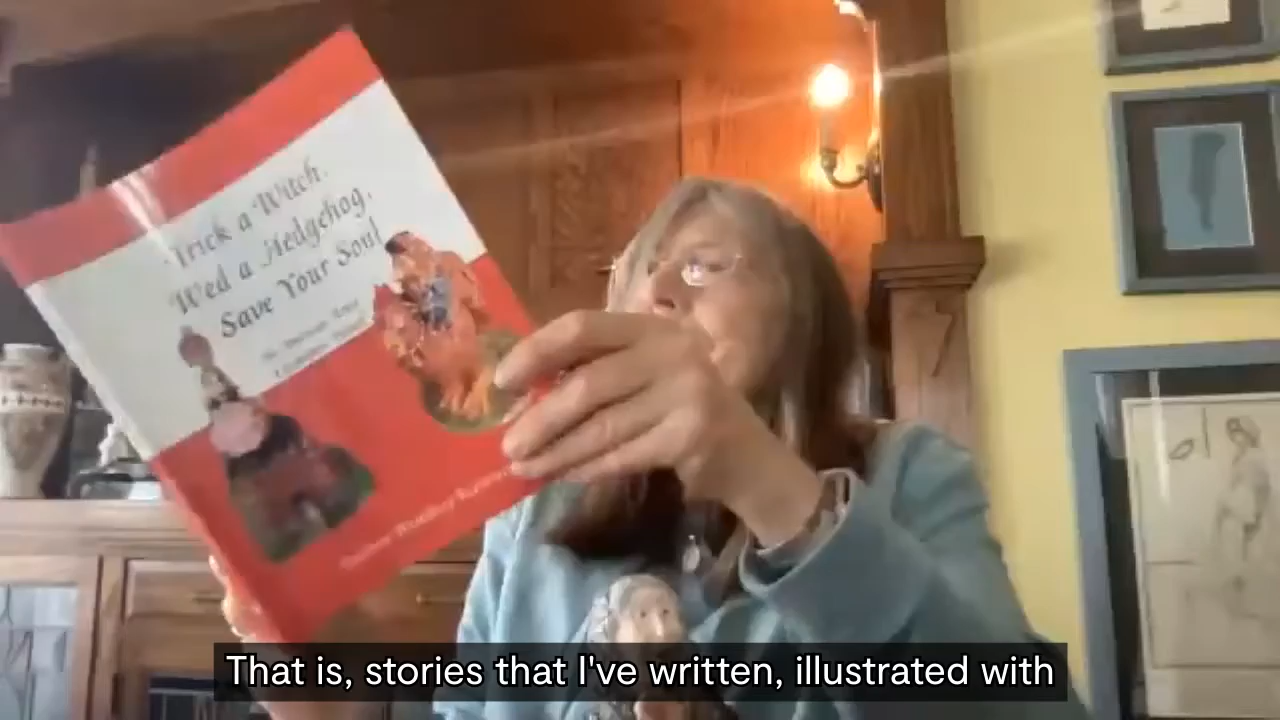 Trick a Witch,
Wed a Hedgehog,
Save Your Soul
That is, stories that I've written, illustrated with